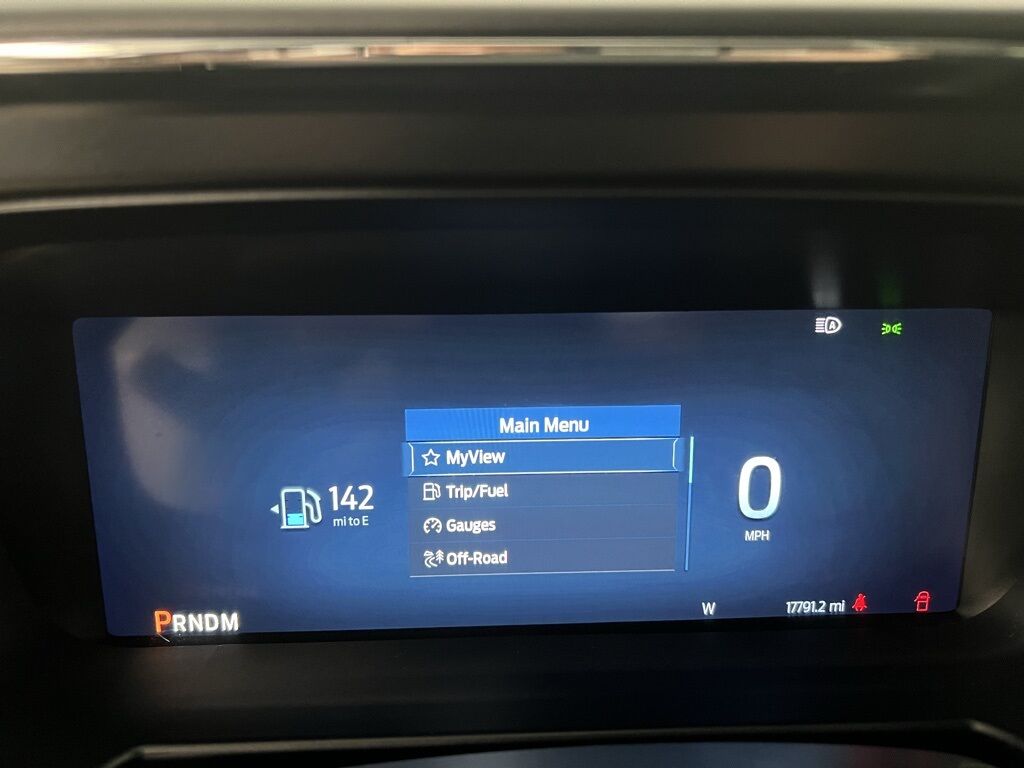 A
Main Menu
MyView
Trip/Fuel
Gauges
Off-Road
142
mi to E
0
MPH
PRNDM
W
17791.2 mi